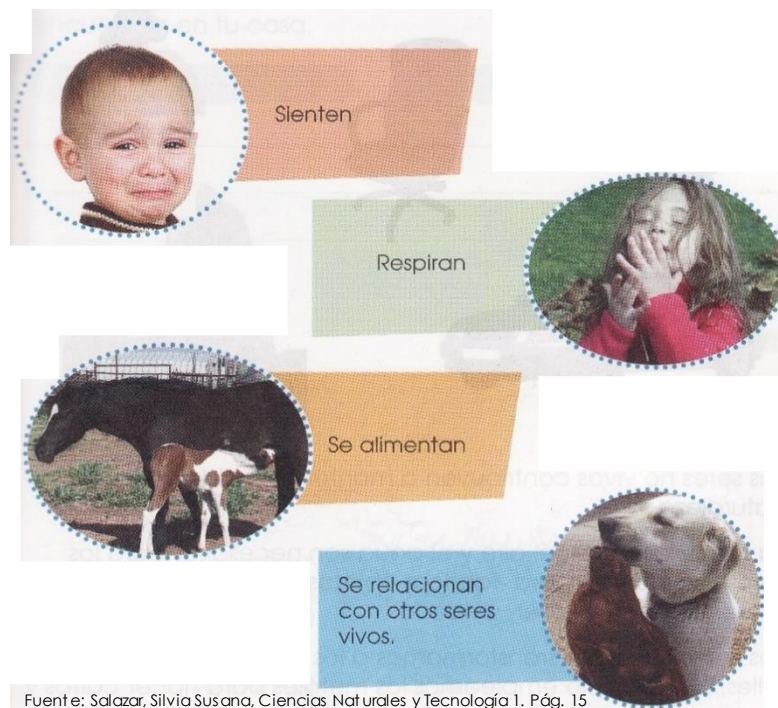 Sienten
Respiran
Se alimentan
Se relacionan
con otros seres
vivos.
Fuente: Salazar, Silvia Susana, Ciencias Naturales y Tecnología 1. Pág. 15